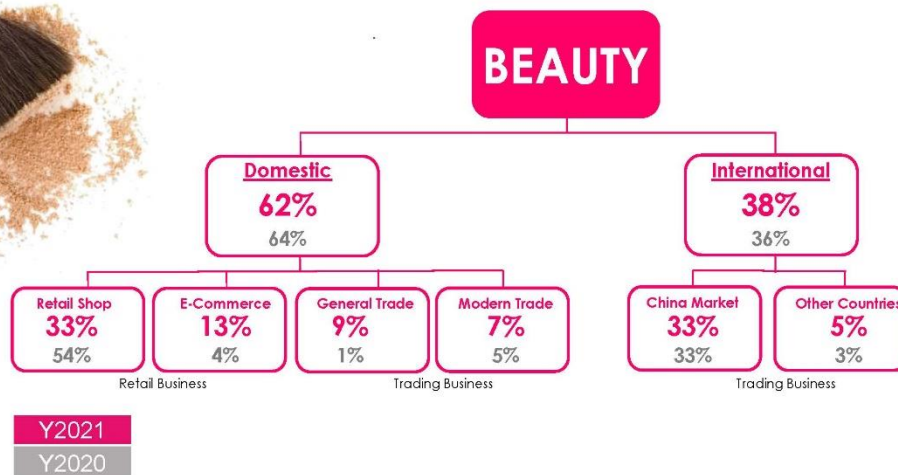 BEAUTY
Domestic
62%
64%
International
38%
36%
Retail Shop
33%
54%
E-Commerce
13%
4%
General Trade
9%
1%
Modern Trade
7%
5%
China Market
33%
33%
Other Countries
5%
3%
Retail Business
Trading Business
Trading Business
Y2021
Y2020